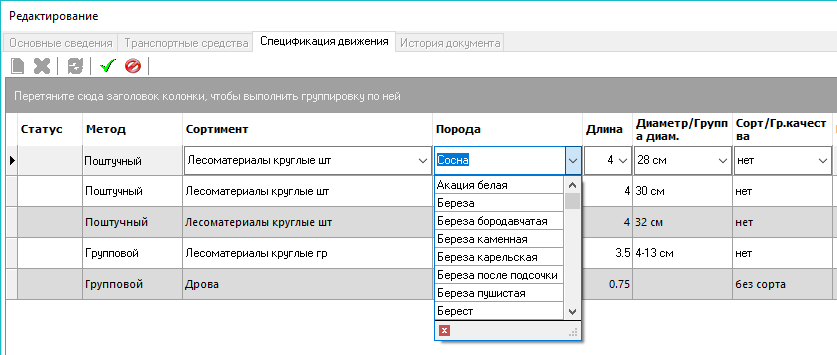 Редактирование
Основные сведения Транспортные средства Спецификация движения История документа
Перетяните сюда заголовок колонки, чтобы выполнить группировку по ней
Статус Метод Сортимент Порода Длина Диаметр/Групп Сорт/Гр.качест
а диам. ва
Поштучный Лесоматериалы круглые шт Сосна 4 28 см нет
Поштучный Лесоматериалы круглые шт Акация белая 4 30 см нет
Береза
Поштучный Лесоматериалы круглые шт Береза бородавчатая 4 32 см нет
Береза каменная
Групповой Лесоматериалы круглые гр Береза карельская 3.5 4-13 см нет
Береза после подсочки
Групповой Дрова Береза пушистая 0.75 без сорта
Берест